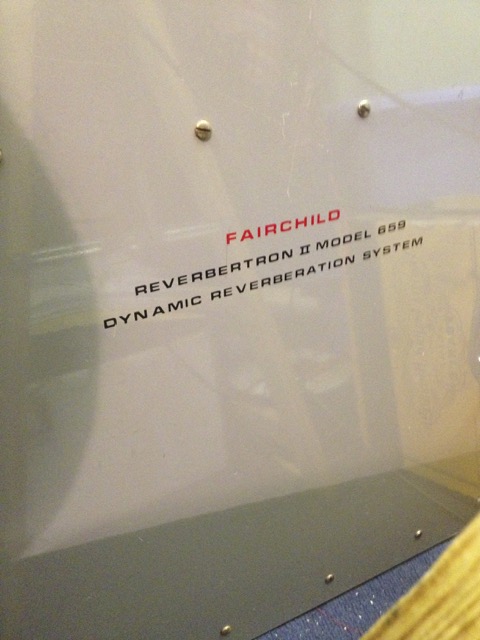 FAIRCHILD
REVERBERTRON II MODEL 659
DYNAMIC REVERBERATION SYSTEM